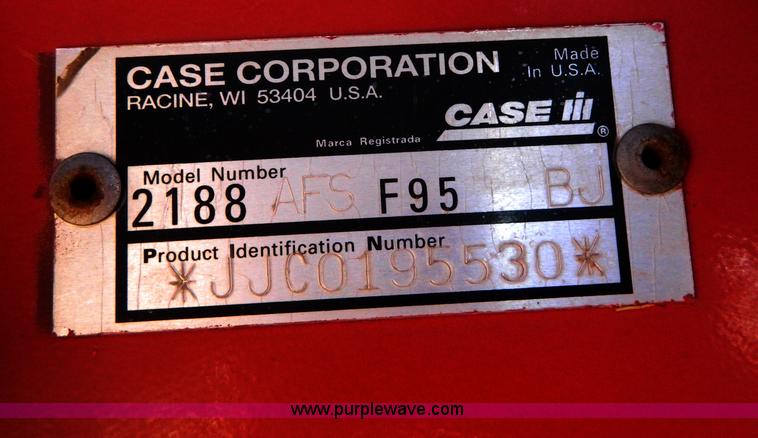 CASE CORPORATION
Made
In U.S.A.
RACINE, WI 53404 U.S.A.
CASE IH
®
Marca Registrada
Model Number
2188 AFS F95 BJ
Product Identification Number
*JJC0195530*
www.purplewave.com